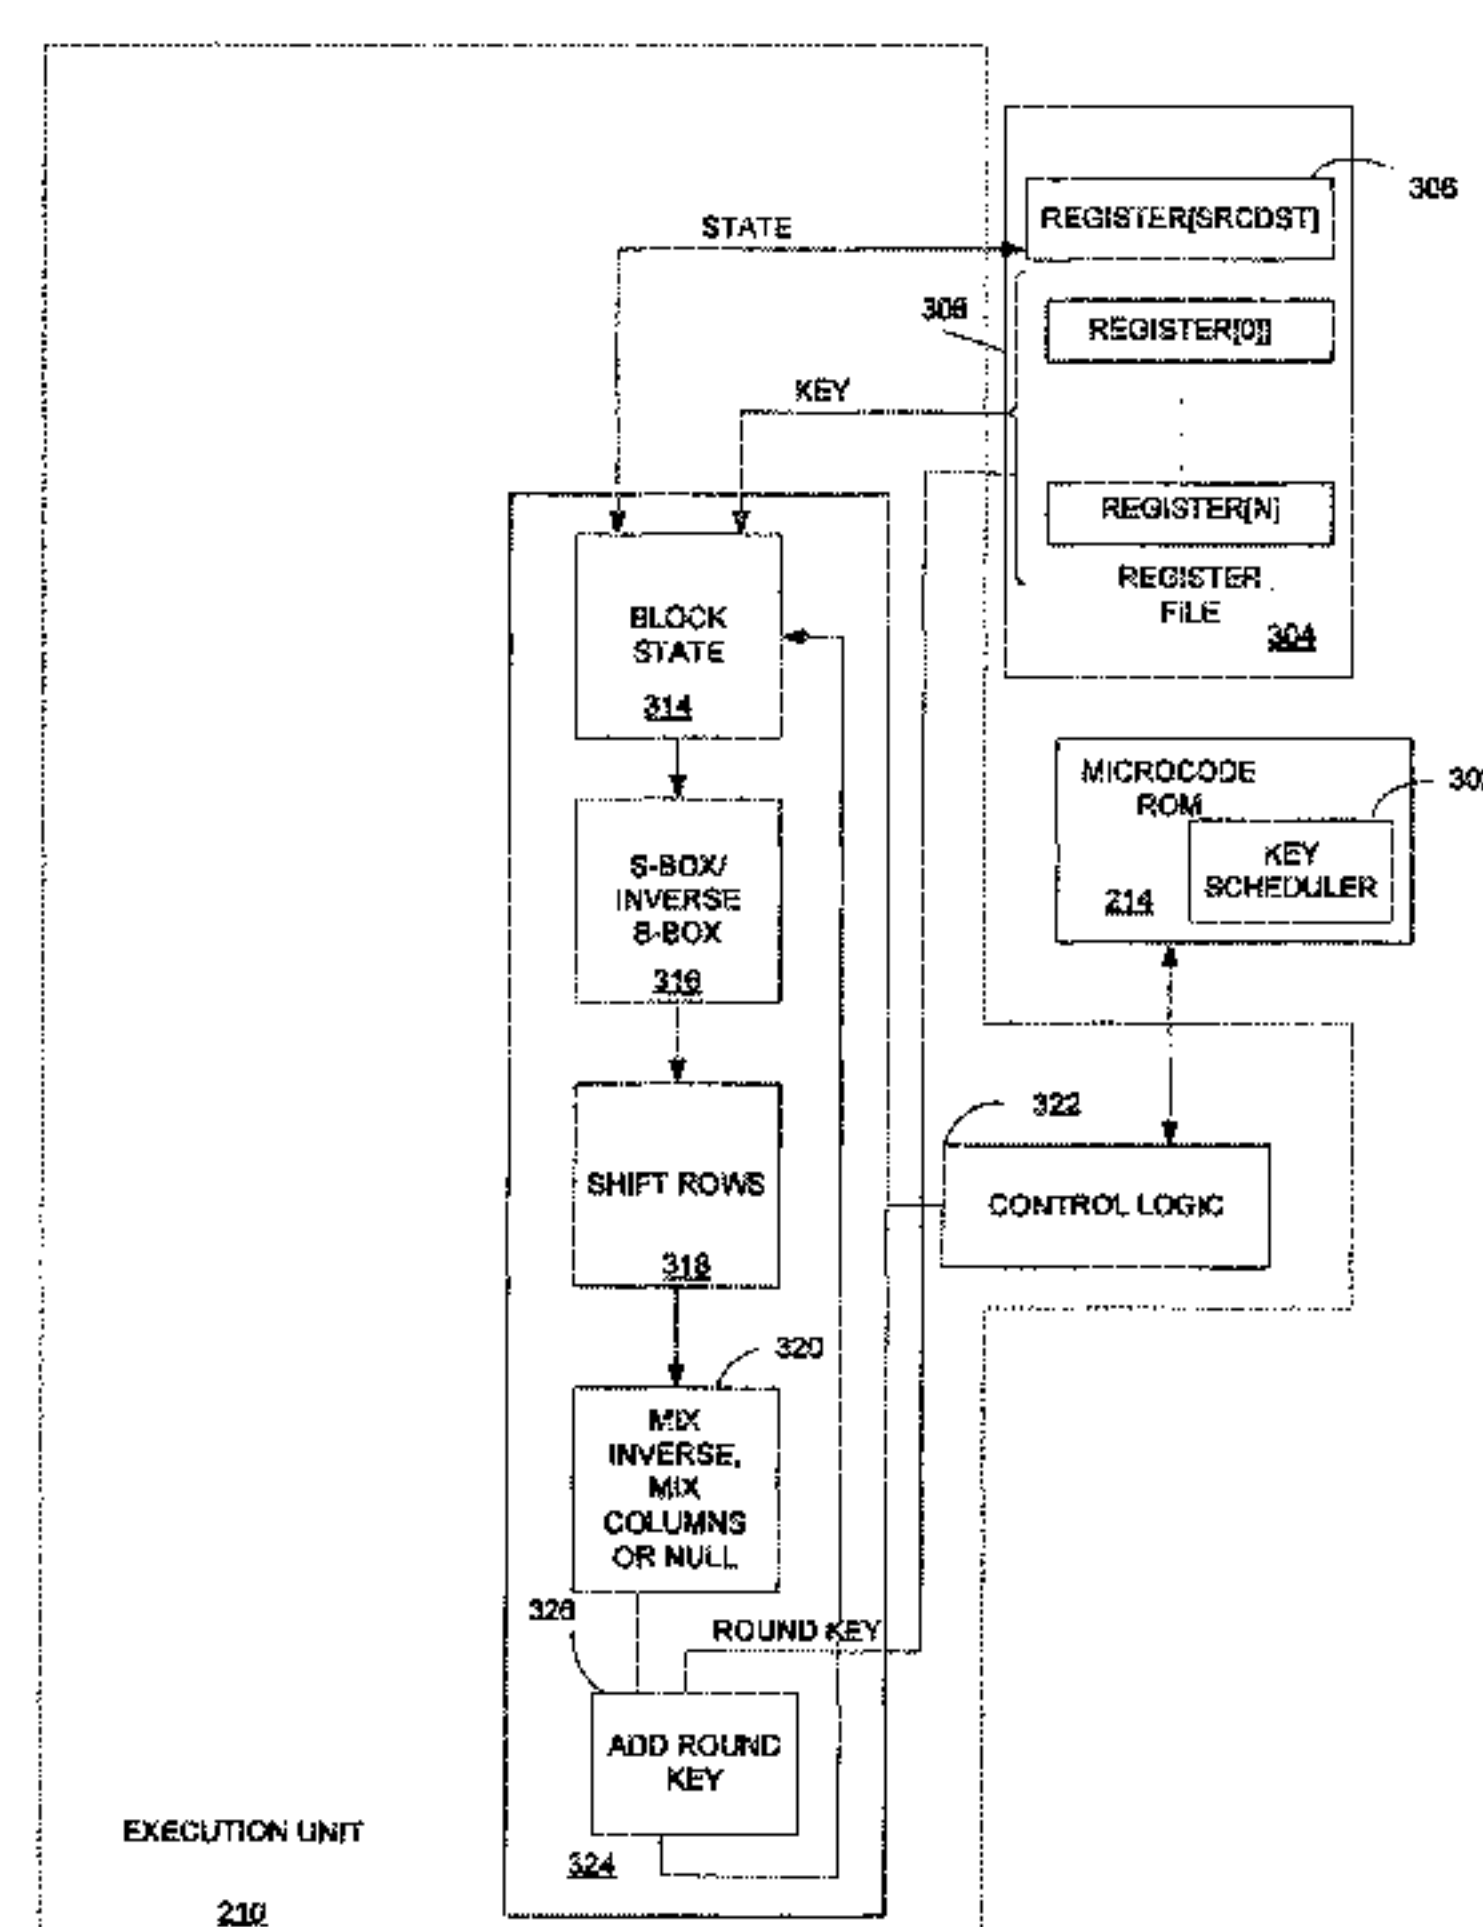 STATE
REGISTER[SRCDST]
306
308
REGISTER[0]]
KEY
REGISTER[N]
REGISTER
FILE
304
BLOCK
STATE
314
MICROCODE
ROM
KEY
SCHEDULER
214
S-BOX/
INVERSE
S-BOX
316
322
SHIFT ROWS
318
CONTROL LOGIC
320
MIX
INVERSE,
MIX
COLUMNS
OR NULL
326
ROUND KEY
ADD ROUND
KEY
324
EXECUTION UNIT
210